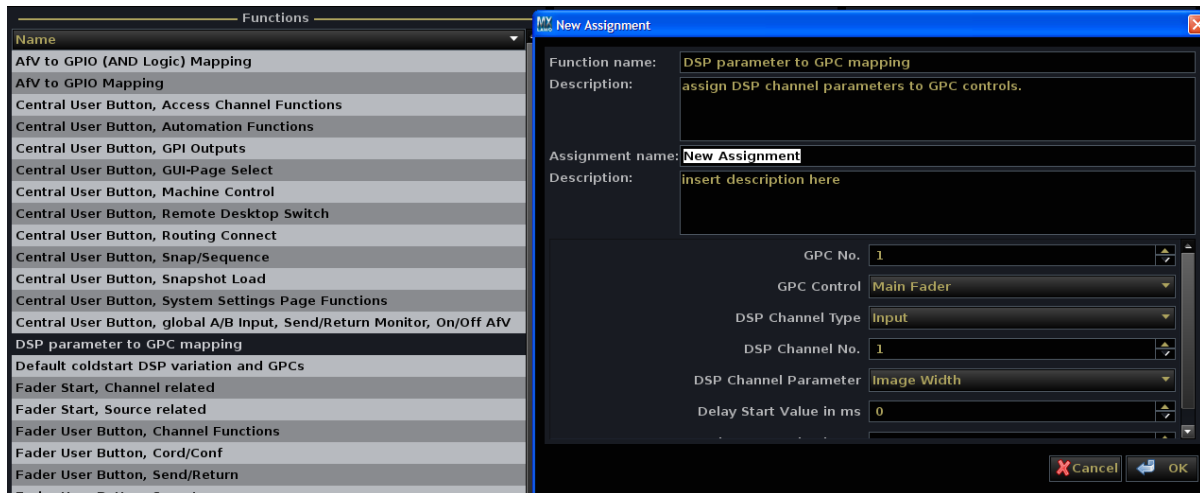 Functions
Name
AfV to GPIO (AND Logic) Mapping
AfV to GPIO Mapping
Central User Button, Access Channel Functions
Central User Button, Automation Functions
Central User Button, GPI Outputs
Central User Button, GUI-Page Select
Central User Button, Machine Control
Central User Button, Remote Desktop Switch
Central User Button, Routing Connect
Central User Button, Snap/Sequence
Central User Button, Snapshot Load
Central User Button, System Settings Page Functions
Central User Button, global A/B Input, Send/Return Monitor, On/Off AfV
DSP parameter to GPC mapping
Default coldstart DSP variation and GPCs
Fader Start, Channel related
Fader Start, Source related
Fader User Button, Channel Functions
Fader User Button, Cord/Conf
Fader User Button, Send/Return
New Assignment
Function name: DSP parameter to GPC mapping
Description: assign DSP channel parameters to GPC controls.
Assignment name: New Assignment
Description: insert description here
GPC No. 1
GPC Control Main Fader
DSP Channel Type Input
DSP Channel No. 1
DSP Channel Parameter Image Width
Delay Start Value in ms 0
Cancel OK